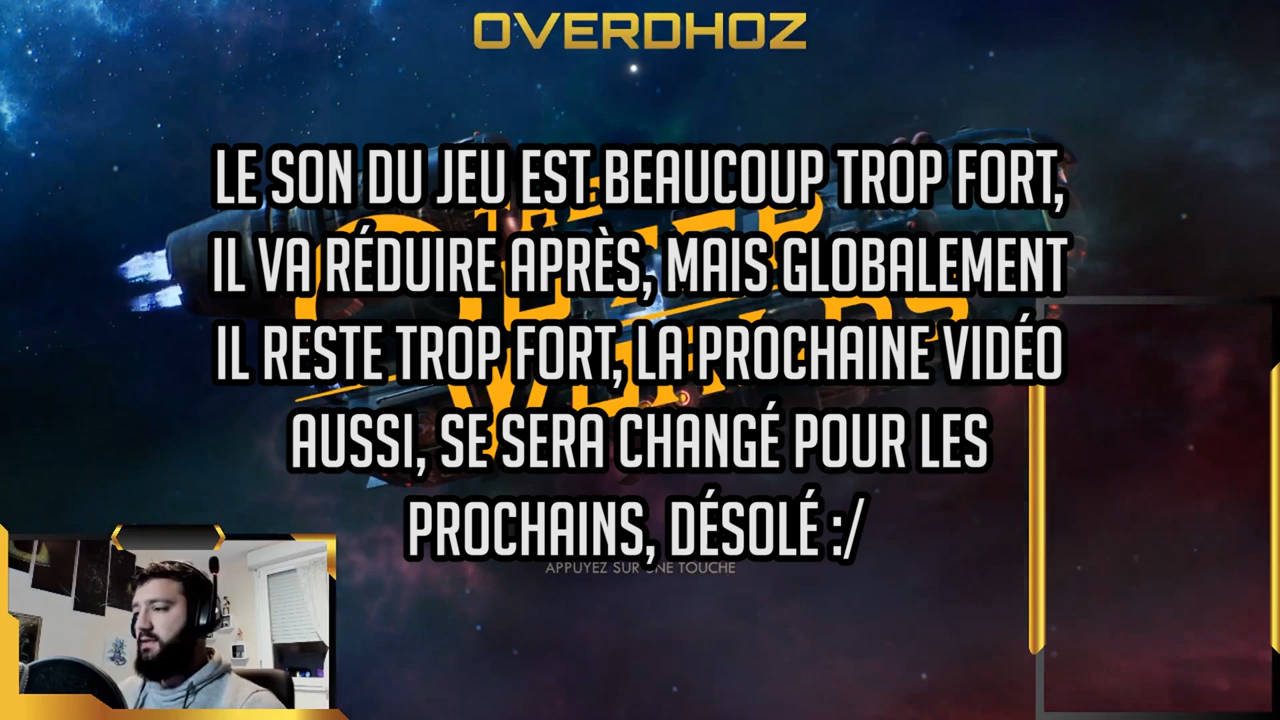 OVERDHOZ
LE SON DU JEU EST BEAUCOUP TROP FORT,
IL VA RÉDUIRE APRÈS, MAIS GLOBALEMENT
IL RESTE TROP FORT, LA PROCHAINE VIDÉO
AUSSI, SE SERA CHANGÉ POUR LES
PROCHAINS, DÉSOLÉ :/
APPUYEZ SUR UNE TOUCHE